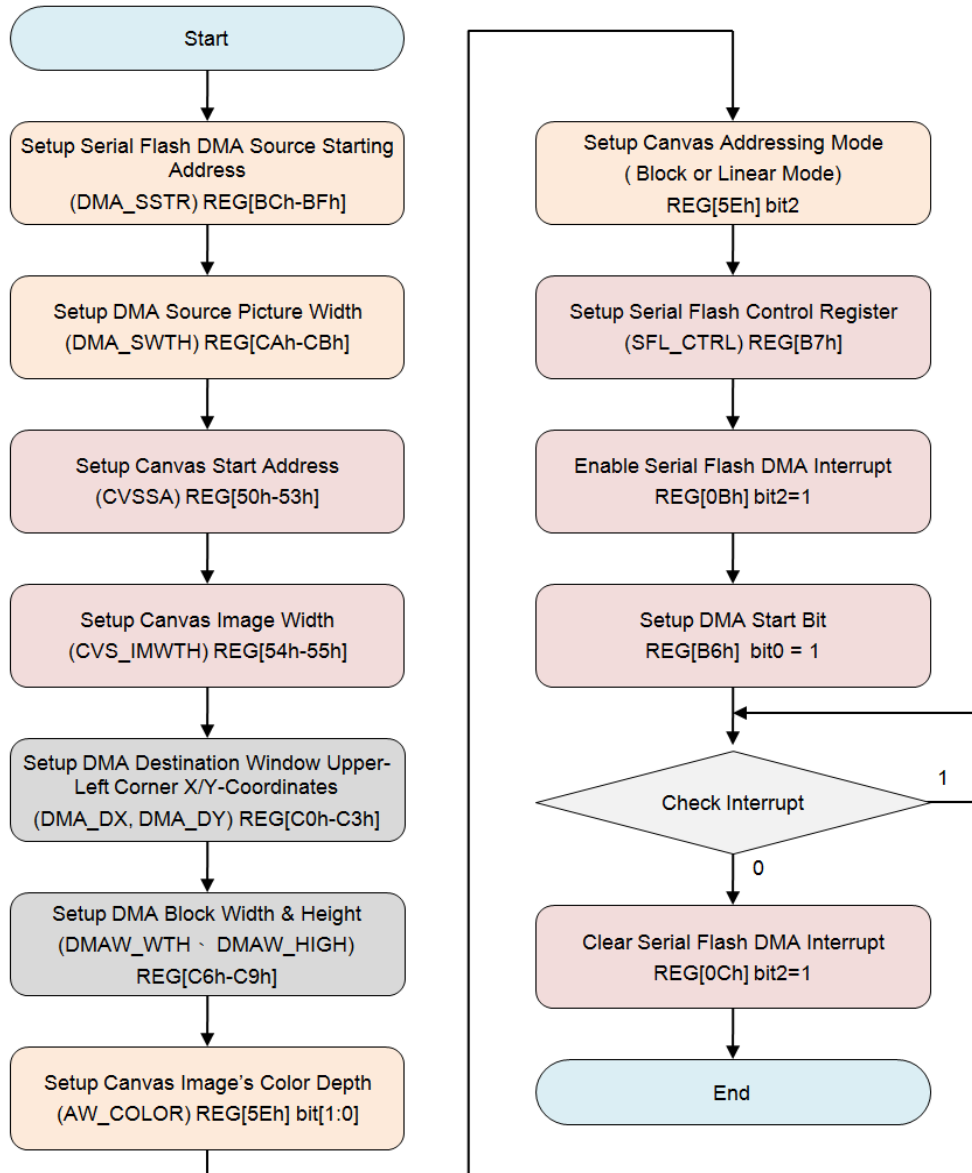 Start
Setup Serial Flash DMA Source Starting
Address
(DMA_SSTR) REG[BCh-BFh]
Setup DMA Source Picture Width
(DMA_SWTH) REG[CAh-CBh]
Setup Canvas Start Address
(CVSSA) REG[50h-53h]
Setup Canvas Image Width
(CVS_IMWTH) REG[54h-55h]
Setup DMA Destination Window Upper-
Left Corner X/Y-Coordinates
(DMA_DX, DMA_DY) REG[C0h-C3h]
Setup DMA Block Width & Height
(DMAW_WTH、 DMAW_HIGH)
REG[C6h-C9h]
Setup Canvas Image’s Color Depth
(AW_COLOR) REG[5Eh] bit[1:0]
Setup Canvas Addressing Mode
( Block or Linear Mode)
REG[5Eh] bit2
Setup Serial Flash Control Register
(SFL_CTRL) REG[B7h]
Enable Serial Flash DMA Interrupt
REG[0Bh] bit2=1
Setup DMA Start Bit
REG[B6h] bit0 = 1
Check Interrupt
1
0
Clear Serial Flash DMA Interrupt
REG[0Ch] bit2=1
End